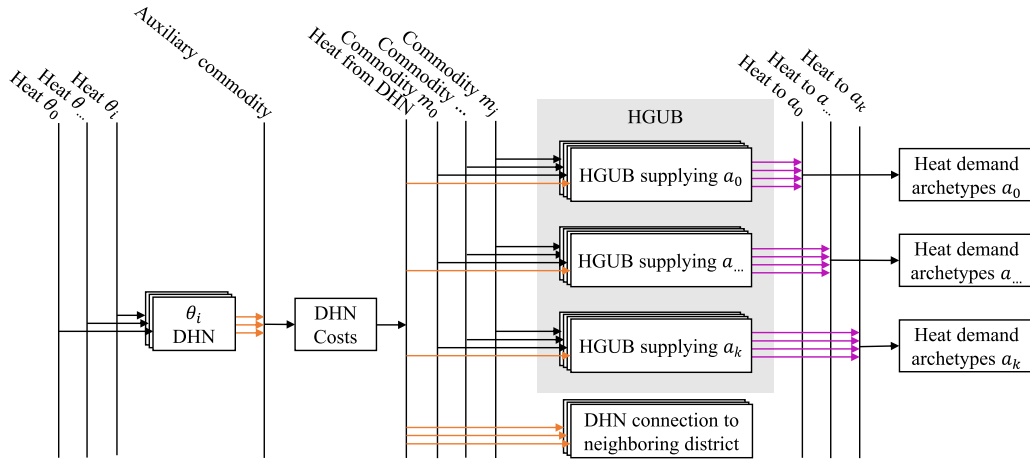 Heat θ₀
Heat θ...
Heat θᵢ
Auxiliary commodity
Heat from DHN
Commodity m₀
Commodity ...
Commodity mⱼ
Heat to a₀
Heat to a...
Heat to aₖ
HGUB
HGUB supplying a₀
HGUB supplying a...
HGUB supplying aₖ
DHN connection to
neighboring district
θᵢ
DHN
DHN
Costs
Heat demand
archetypes a₀
Heat demand
archetypes a...
Heat demand
archetypes aₖ